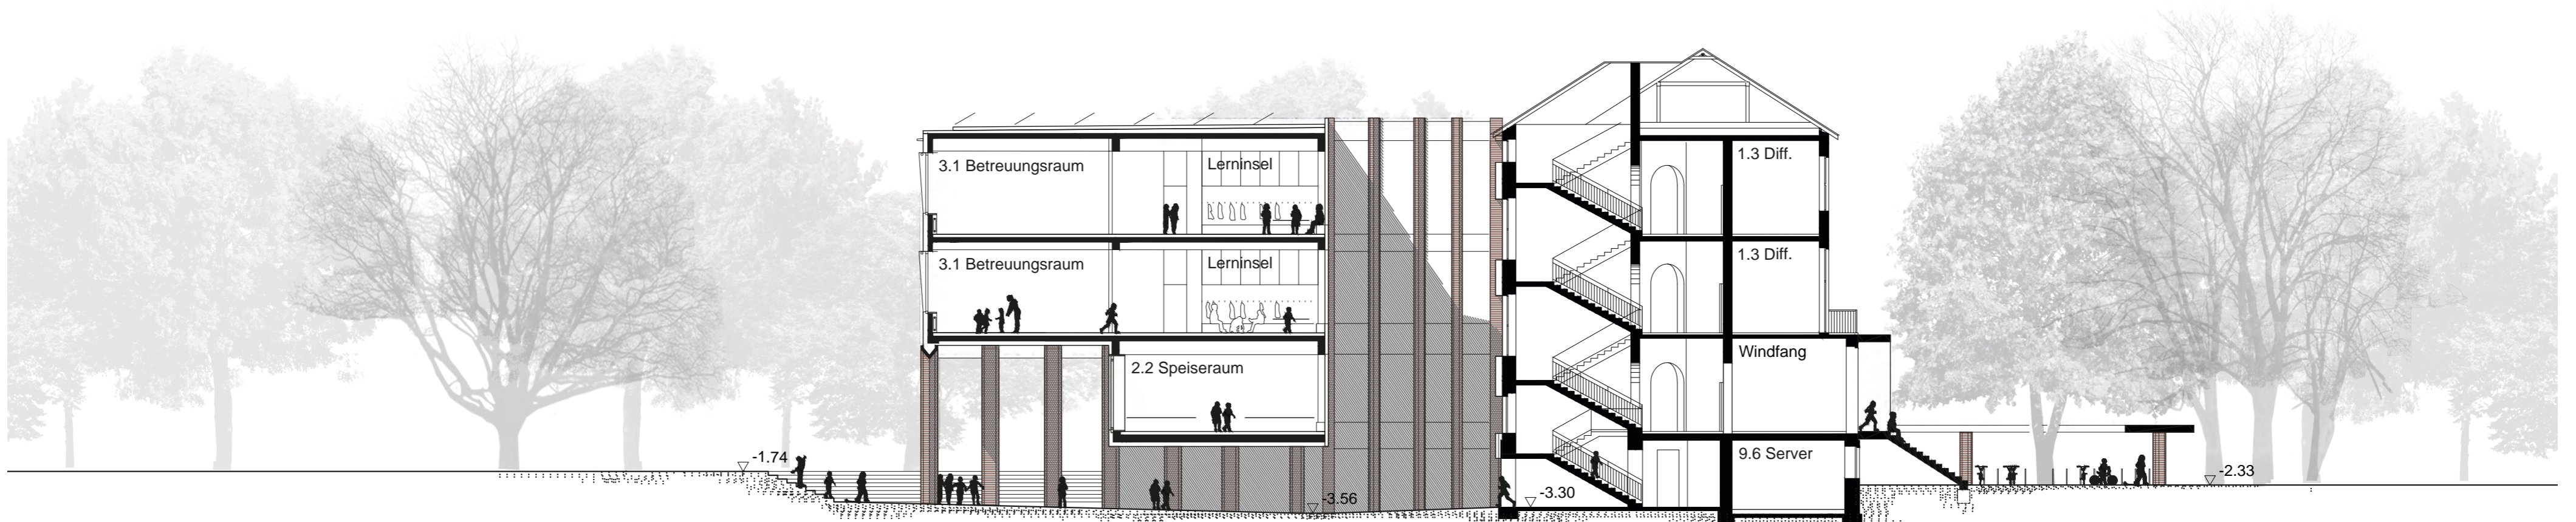 3.1 Betreuungsraum
Lerninsel
1.3 Diff.
3.1 Betreuungsraum
Lerninsel
1.3 Diff.
2.2 Speiseraum
Windfang
9.6 Server
-1.74
-3.56
-3.30
-2.33